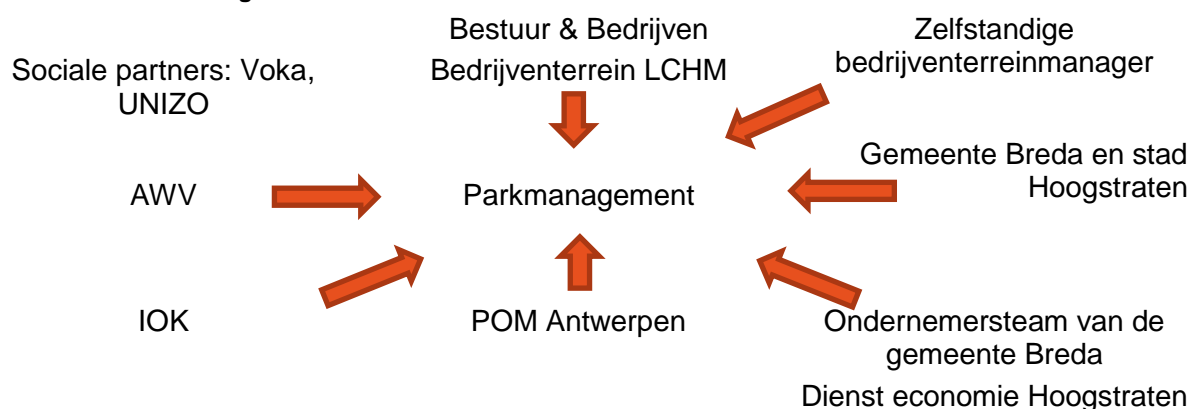 Bestuur & Bedrijven
Bedrijventerrein LCHM
Zelfstandige
bedrijventerreinmanager
Sociale partners: Voka,
UNIZO
Gemeente Breda en stad
Hoogstraten
AWV
Parkmanagement
IOK
POM Antwerpen
Ondernemersteam van de
gemeente Breda
Dienst economie Hoogstraten